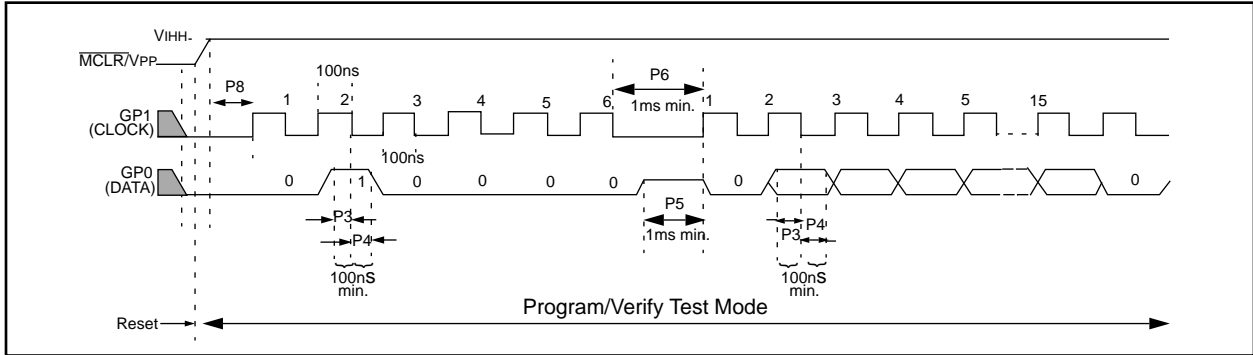 VIHH
MCLR/VPP
100ns
P8
P6
1 2 3 4 5 6 1ms min. 1 2 3 4 5 15
GP1
(CLOCK)
100ns
GP0
(DATA)
0 1 0 0 0 0 0 0
P5
1ms min.
P3
P4
P3
P4
100ns
min.
100ns
min.
Program/Verify Test Mode
Reset